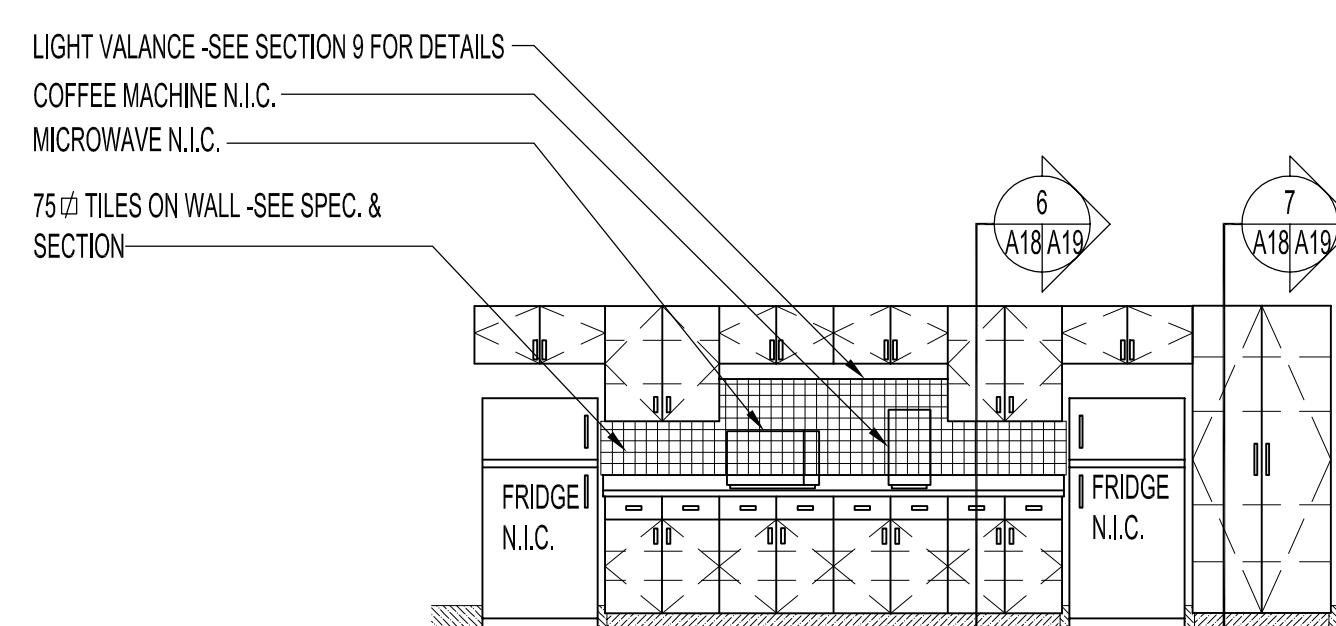 LIGHT VALANCE -SEE SECTION 9 FOR DETAILS
COFFEE MACHINE N.I.C.
MICROWAVE N.I.C.
75 ⌷ TILES ON WALL -SEE SPEC. &
SECTION
6
A18 A19
7
A18 A19
FRIDGE
N.I.C.
FRIDGE
N.I.C.